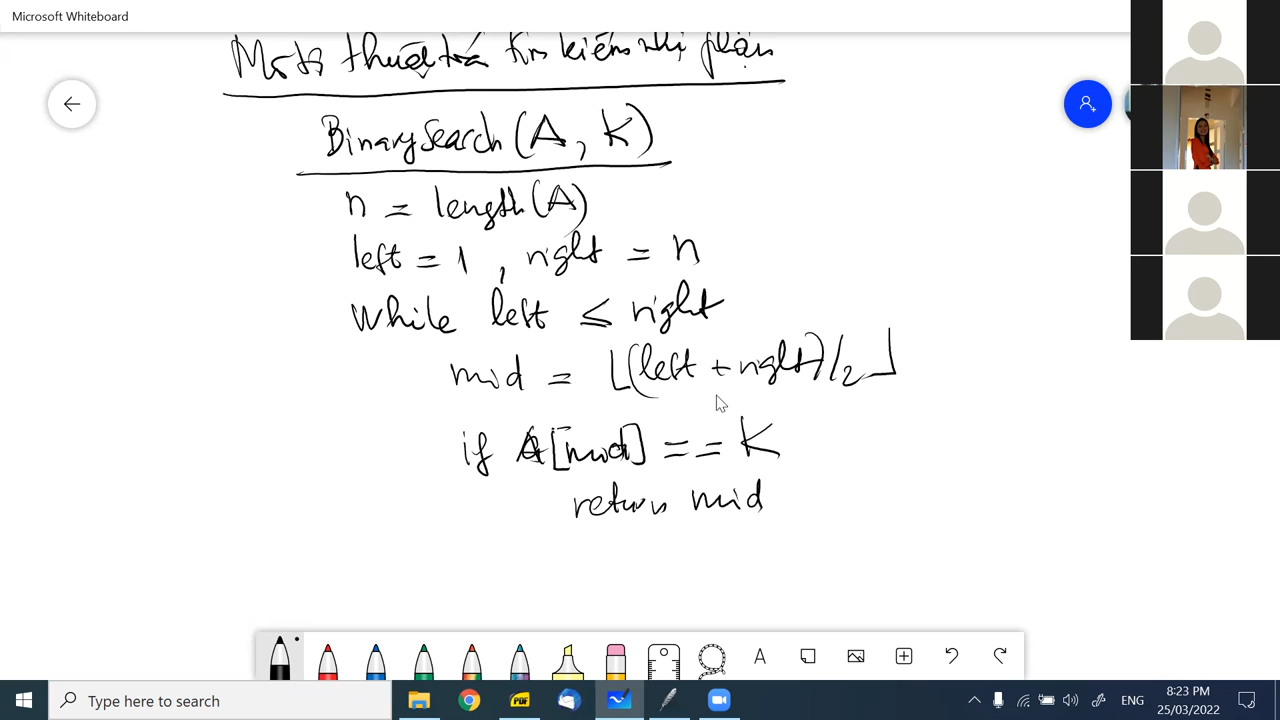 Microsoft Whiteboard
Mô tả thuật toán tìm kiếm nhị phân
BinarySearch(A, K)
n = length(A)
left = 1, right = n
While left ≤ right
mid = ⌊(left + right)/2⌋
if A[mid] == K
return mid
Type here to search
PDF
ENG
8:23 PM
25/03/2022